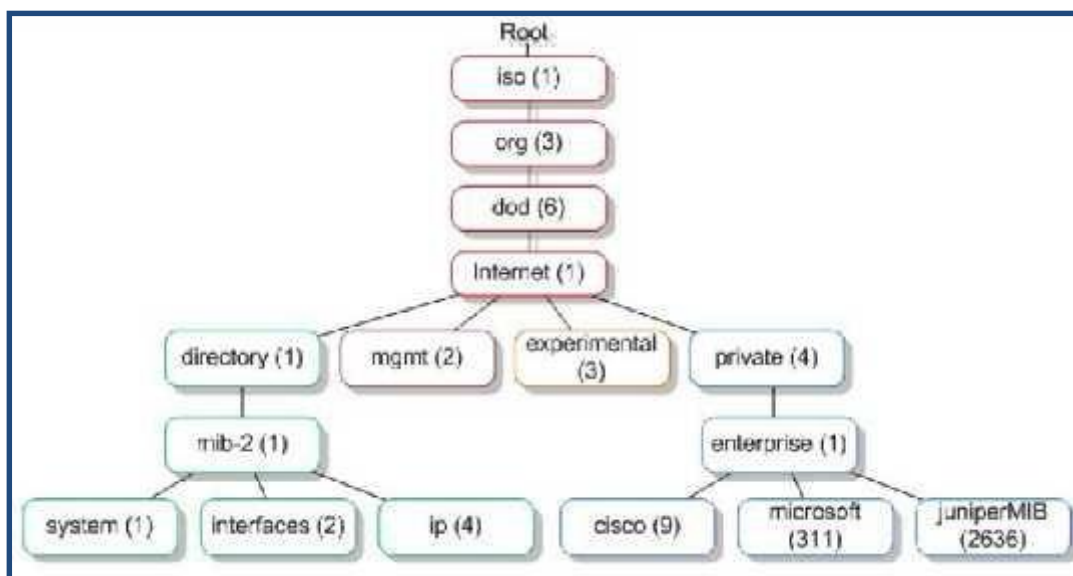 Root
iso (1)
org (3)
dod (6)
Internet (1)
directory (1)
mgmt (2)
experimental
(3)
private (4)
mib-2 (1)
enterprise (1)
system (1)
interfaces (2)
ip (4)
cisco (9)
microsoft
(311)
juniperMIB
(2636)